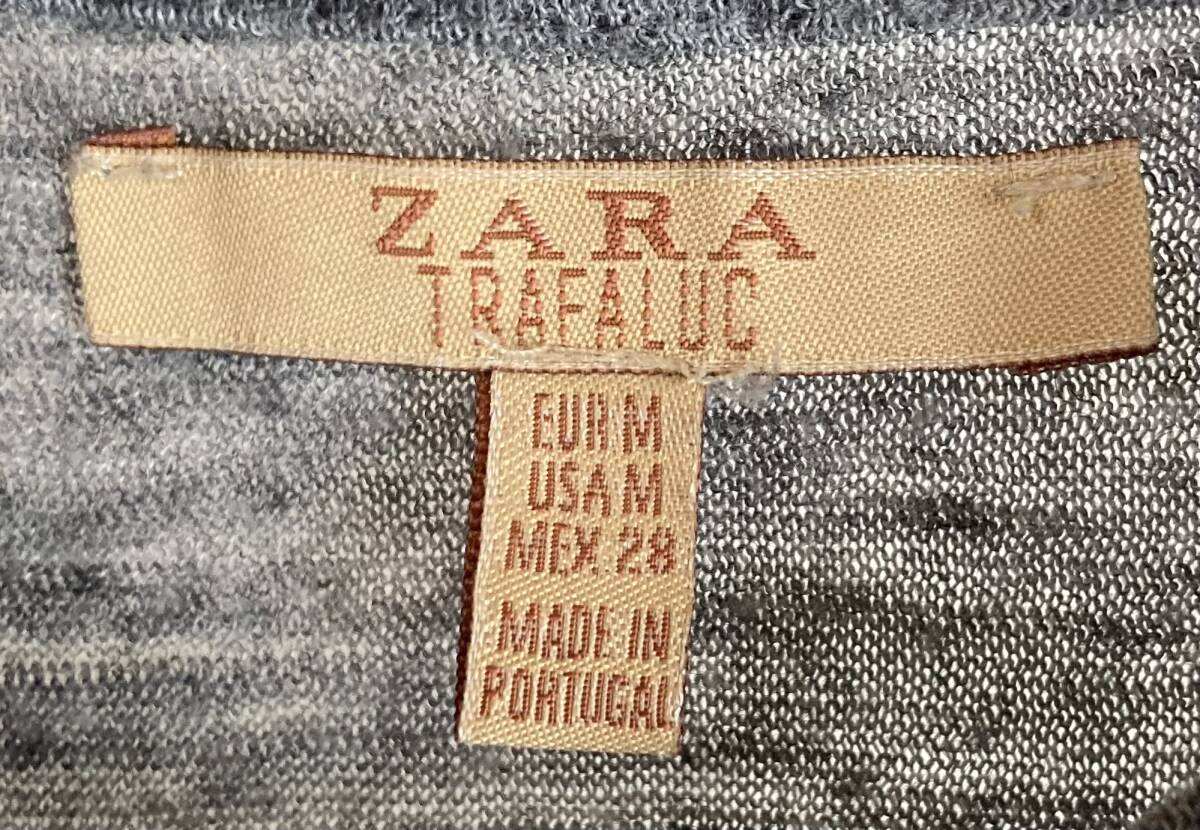 ZARA
TRAFALUC
EUR M
USA M
MEX 28
MADE IN
PORTUGAL